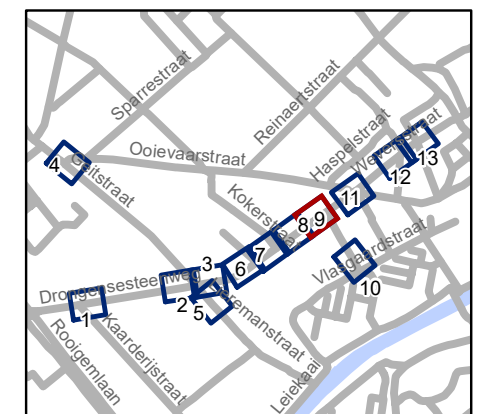 Sparrestraat
Reinaertstraat
Haspelstraat
Weversstraat
Ooievaarstraat
Geitstraat
Kokerstraat
Vlasgaardstraat
Drongensesteenweg
Rooigemlaan
Kaarderijstraat
Leiekaai
1
2
3
4
5
6
7
8
9
10
11
12
13